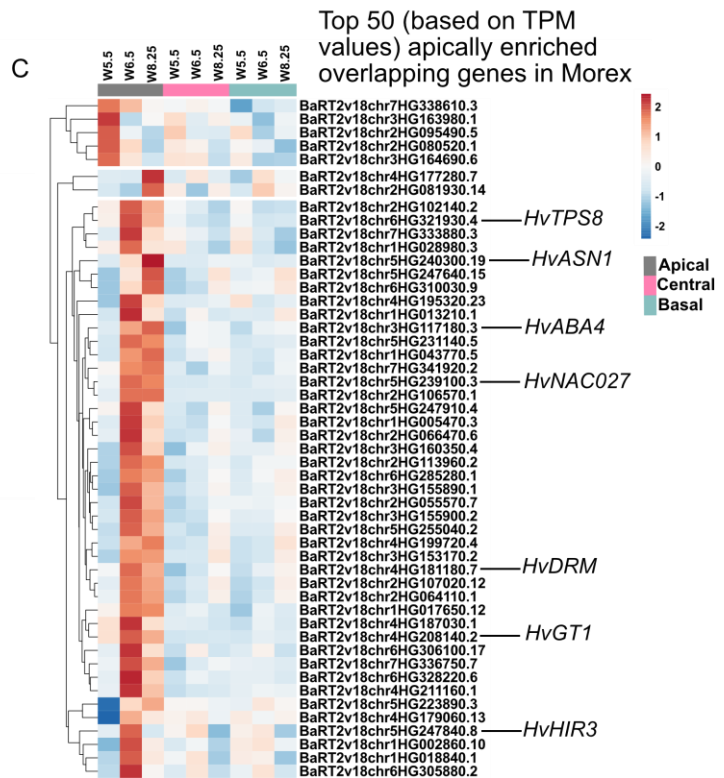 C
Top 50 (based on TPM
values) apically enriched
overlapping genes in Morex
W5.5 W6.5 W8.25 W5.5 W6.5 W8.25 W5.5 W6.5 W8.25
BaRT2v18chr7HG338610.3
BaRT2v18chr3HG163980.1
BaRT2v18chr2HG095490.5
BaRT2v18chr2HG080520.1
BaRT2v18chr3HG164690.6
BaRT2v18chr4HG177280.7
BaRT2v18chr2HG081930.14
BaRT2v18chr2HG102140.2
BaRT2v18chr6HG321930.4 HvTPS8
BaRT2v18chr7HG333880.3
BaRT2v18chr1HG028980.3
BaRT2v18chr5HG240300.19 HvASN1
BaRT2v18chr5HG247640.15
BaRT2v18chr6HG310030.9
BaRT2v18chr4HG195320.23
BaRT2v18chr1HG013210.1
BaRT2v18chr3HG117180.3 HvABA4
BaRT2v18chr5HG231140.5
BaRT2v18chr1HG043770.5
BaRT2v18chr7HG341920.2
BaRT2v18chr5HG239100.3 HvNAC027
BaRT2v18chr2HG106570.1
BaRT2v18chr5HG247910.4
BaRT2v18chr1HG005470.3
BaRT2v18chr2HG066470.6
BaRT2v18chr3HG160350.4
BaRT2v18chr2HG113960.2
BaRT2v18chr6HG285280.1
BaRT2v18chr3HG155890.1
BaRT2v18chr2HG055570.7
BaRT2v18chr3HG155900.2
BaRT2v18chr5HG255040.2
BaRT2v18chr4HG199720.4
BaRT2v18chr3HG153170.2
BaRT2v18chr4HG181180.7 HvDRM
BaRT2v18chr2HG107020.12
BaRT2v18chr2HG064110.1
BaRT2v18chr1HG017650.12
BaRT2v18chr4HG187030.1
BaRT2v18chr4HG208140.2 HvGT1
BaRT2v18chr6HG306100.17
BaRT2v18chr7HG336750.7
BaRT2v18chr6HG328220.6
BaRT2v18chr4HG211160.1
BaRT2v18chr5HG223890.3
BaRT2v18chr4HG179060.13
BaRT2v18chr5HG247840.8 HvHIR3
BaRT2v18chr1HG002860.10
BaRT2v18chr1HG018840.1
BaRT2v18chr6HG305880.2
2
1
0
-1
-2
Apical
Central
Basal